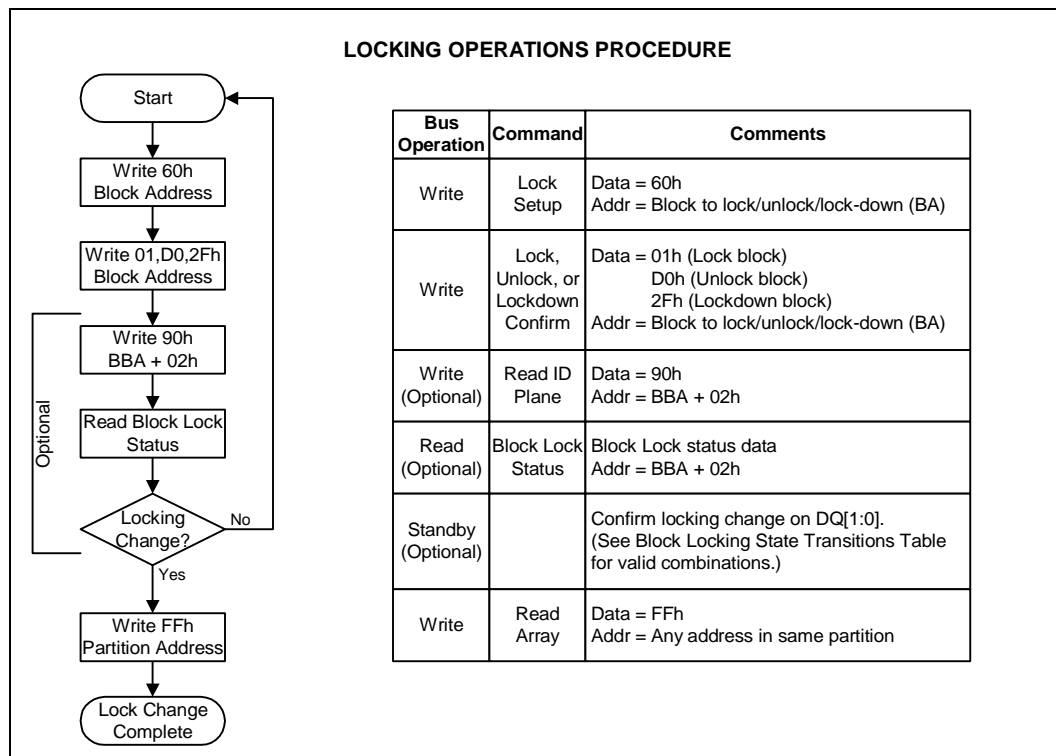 LOCKING OPERATIONS PROCEDURE
Start
Write 60h
Block Address
Write 01,D0,2Fh
Block Address
Optional
Write 90h
BBA + 02h
Read Block Lock
Status
Locking
Change?
No
Yes
Write FFh
Partition Address
Lock Change
Complete
Bus
Operation
Command
Comments
Write
Lock
Setup
Data = 60h
Addr = Block to lock/unlock/lock-down (BA)
Write
Lock,
Unlock, or
Lockdown
Confirm
Data = 01h (Lock block)
D0h (Unlock block)
2Fh (Lockdown block)
Addr = Block to lock/unlock/lock-down (BA)
Write
(Optional)
Read ID
Plane
Data = 90h
Addr = BBA + 02h
Read
(Optional)
Block Lock
Status
Block Lock status data
Addr = BBA + 02h
Standby
(Optional)
Confirm locking change on DQ[1:0].
(See Block Locking State Transitions Table
for valid combinations.)
Write
Read
Array
Data = FFh
Addr = Any address in same partition